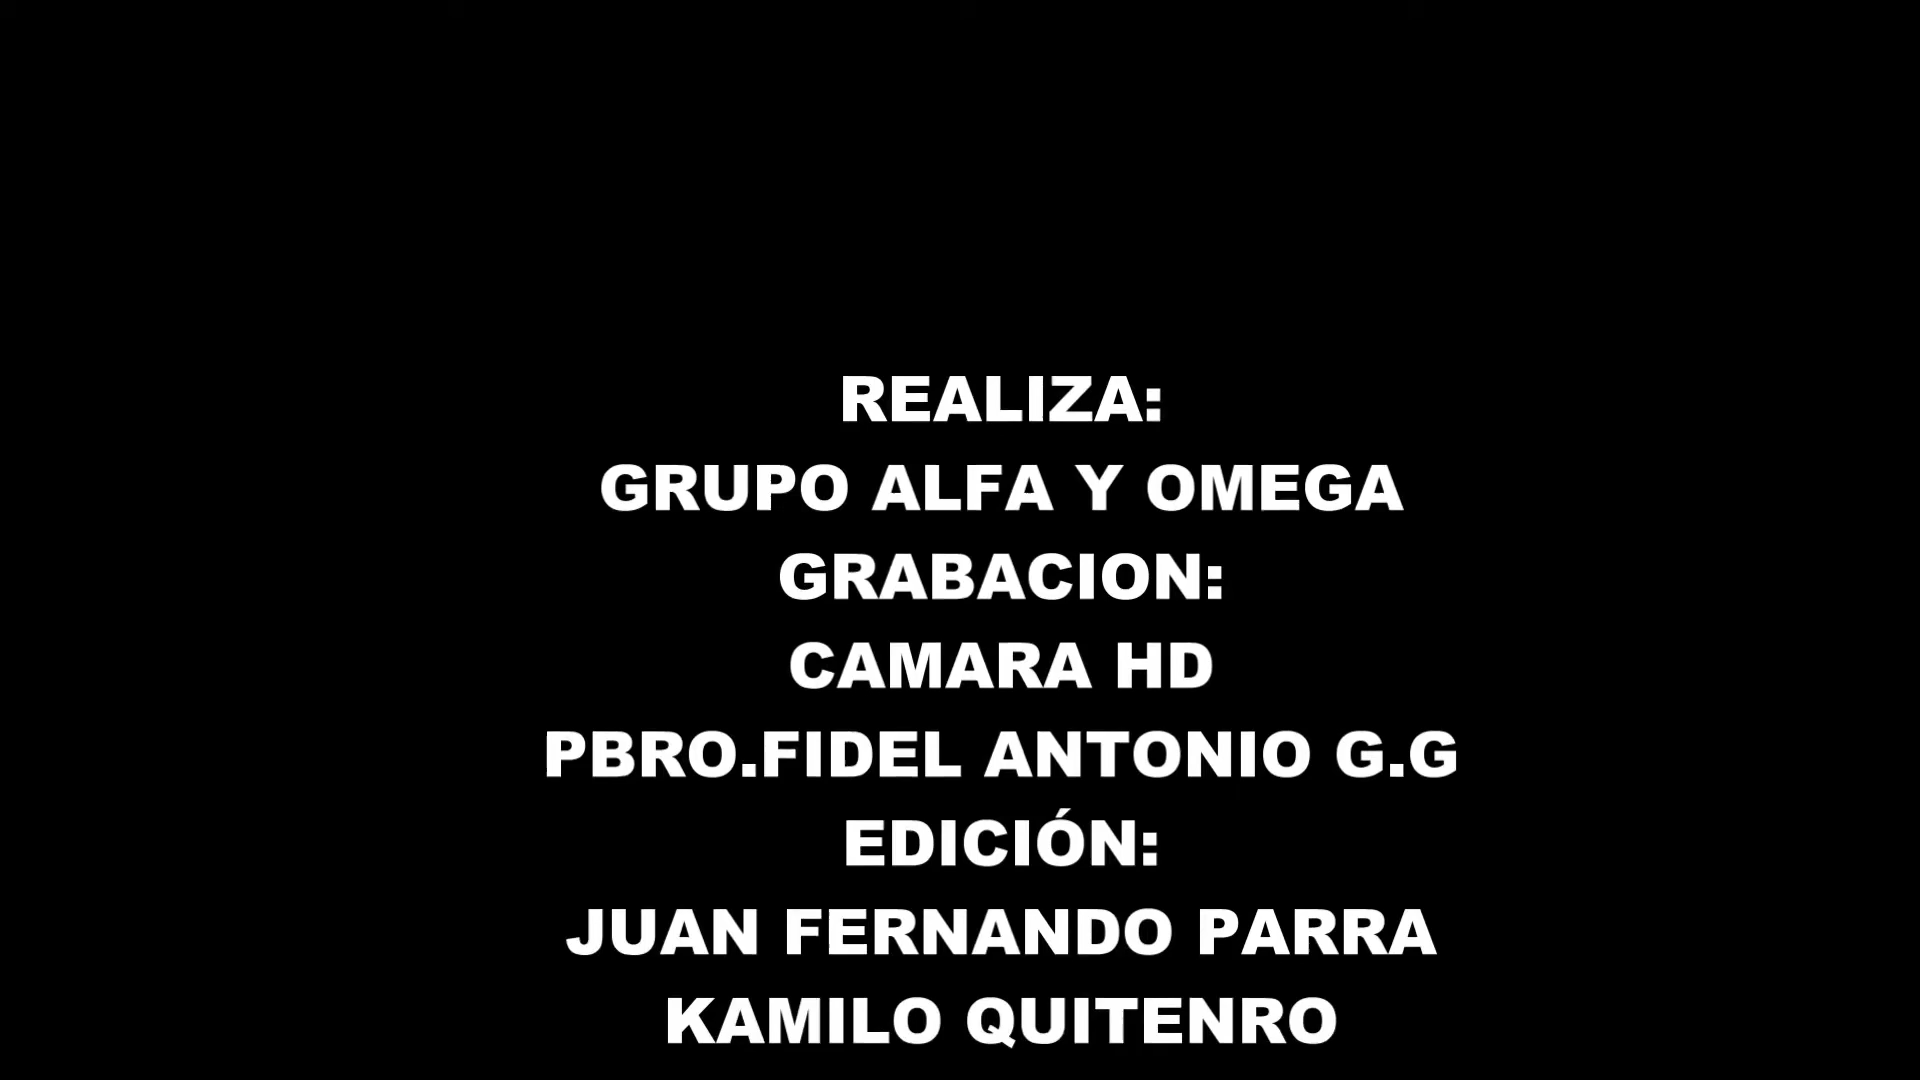 REALIZA:
GRUPO ALFA Y OMEGA
GRABACION:
CAMARA HD
PBRO.FIDEL ANTONIO G.G
EDICIÓN:
JUAN FERNANDO PARRA
KAMILO QUITENRO